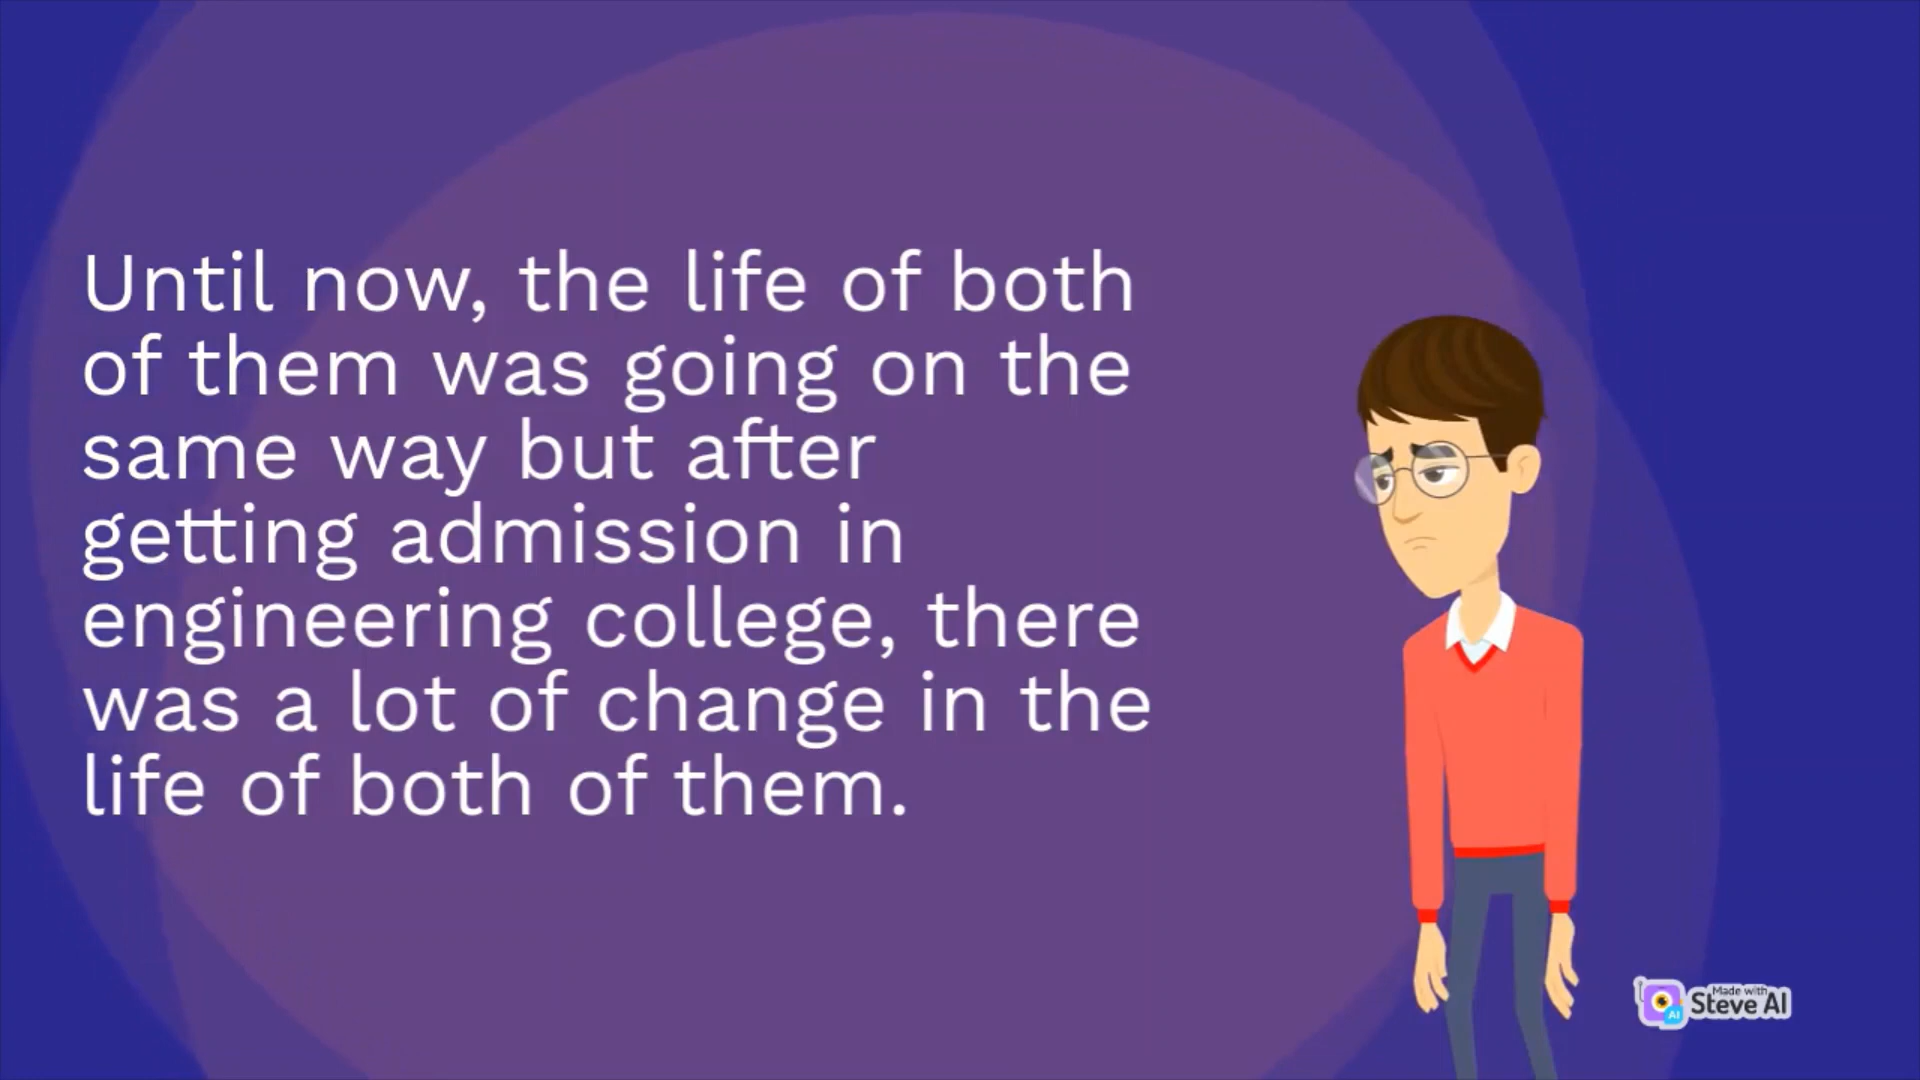 Until now, the life of both
of them was going on the
same way but after
getting admission in
engineering college, there
was a lot of change in the
life of both of them.
Made with
Steve AI
AI